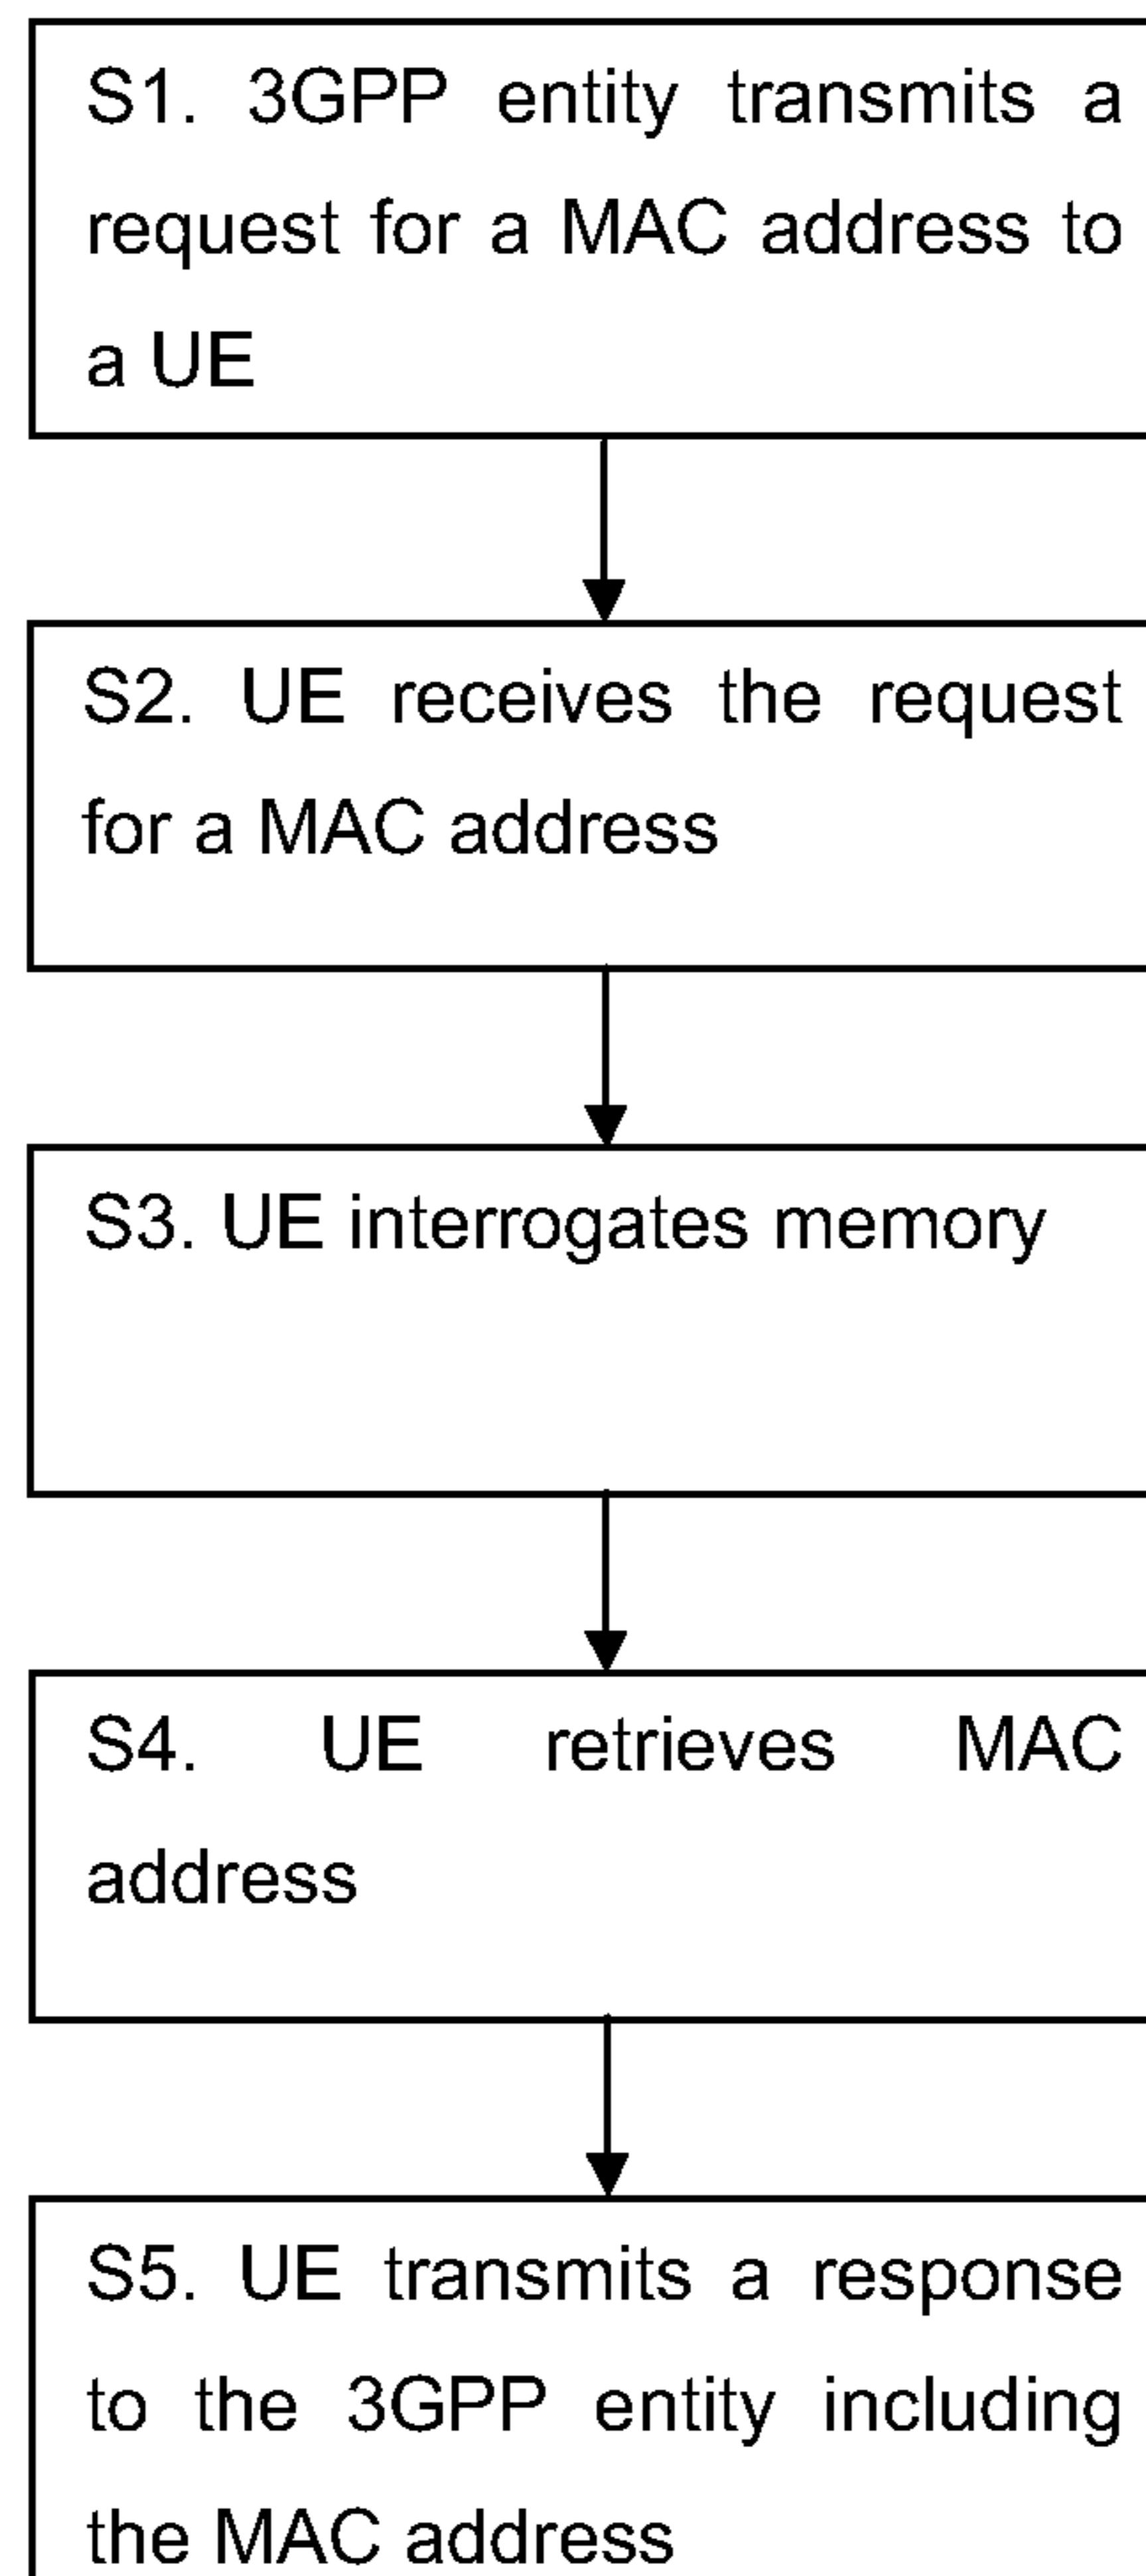 S1. 3GPP entity transmits a
request for a MAC address to
a UE
S2. UE receives the request
for a MAC address
S3. UE interrogates memory
S4. UE retrieves MAC
address
S5. UE transmits a response
to the 3GPP entity including
the MAC address